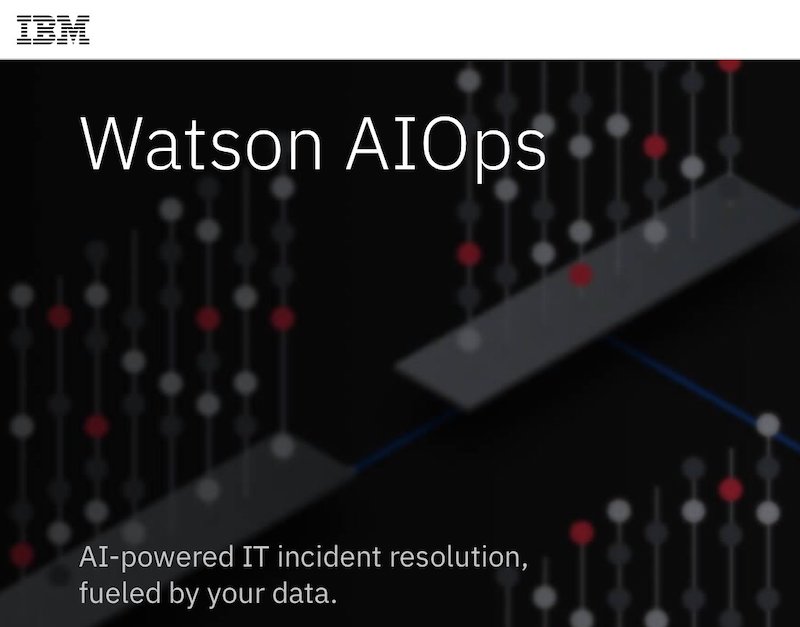 IBM
Watson AIOps
AI-powered IT incident resolution,
fueled by your data.